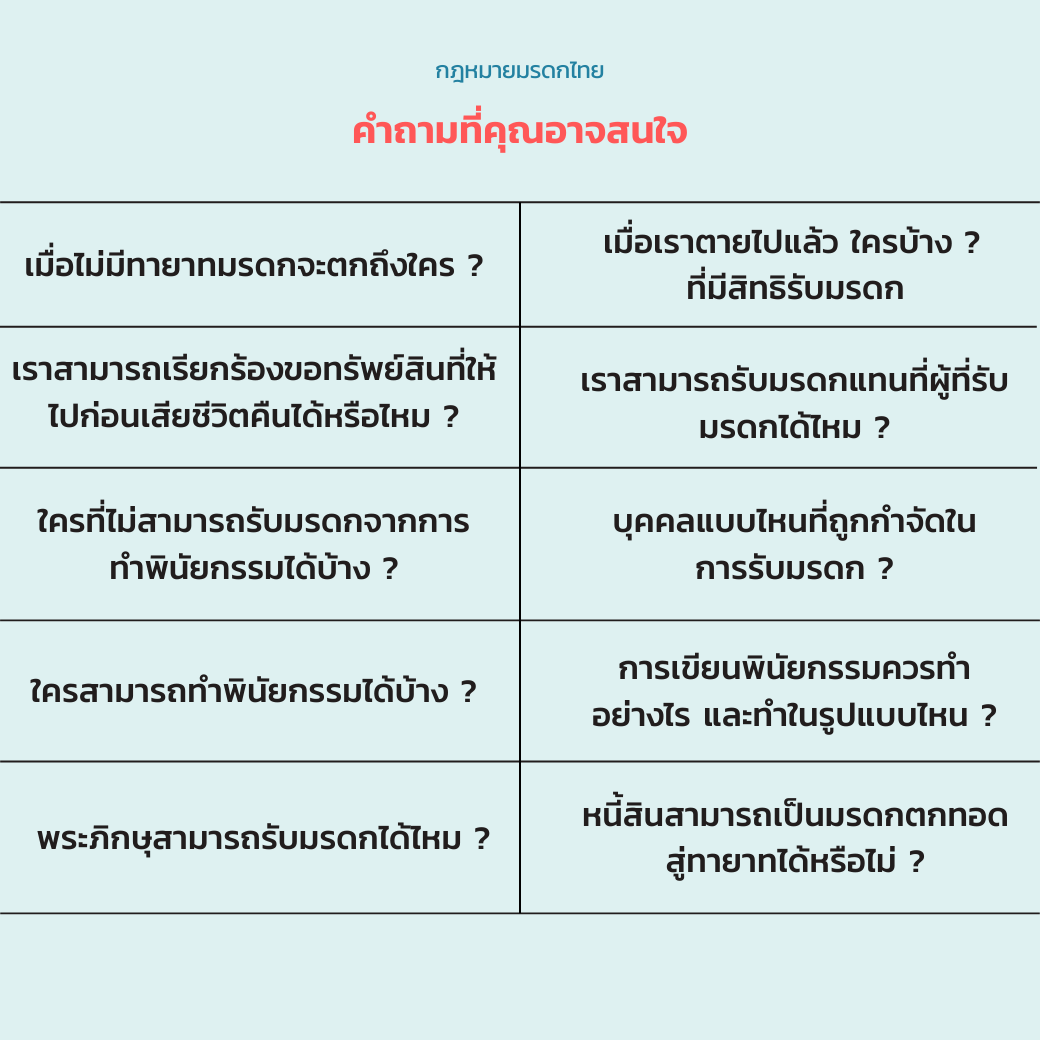 กฎหมายมรดกไทย
คำถามที่คุณอาจสนใจ
เมื่อไม่มีทายาทมรดกจะตกถึงใคร ?
เมื่อเราตายไปแล้ว ใครบ้าง ?
ที่มีสิทธิรับมรดก
เราสามารถเรียกร้องขอทรัพย์สินที่ให้
ไปก่อนเสียชีวิตคืนได้หรือไหม ?
เราสามารถรับมรดกแทนที่ผู้ที่รับ
มรดกได้ไหม ?
ใครที่ไม่สามารถรับมรดกจากการ
ทำพินัยกรรมได้บ้าง ?
บุคคลแบบไหนที่ถูกกำจัดใน
การรับมรดก ?
ใครสามารถทำพินัยกรรมได้บ้าง ?
การเขียนพินัยกรรมควรทำ
อย่างไร และทำในรูปแบบไหน ?
พระภิกษุสามารถรับมรดกได้ไหม ?
หนี้สินสามารถเป็นมรดกตกทอด
สู่ทายาทได้หรือไม่ ?